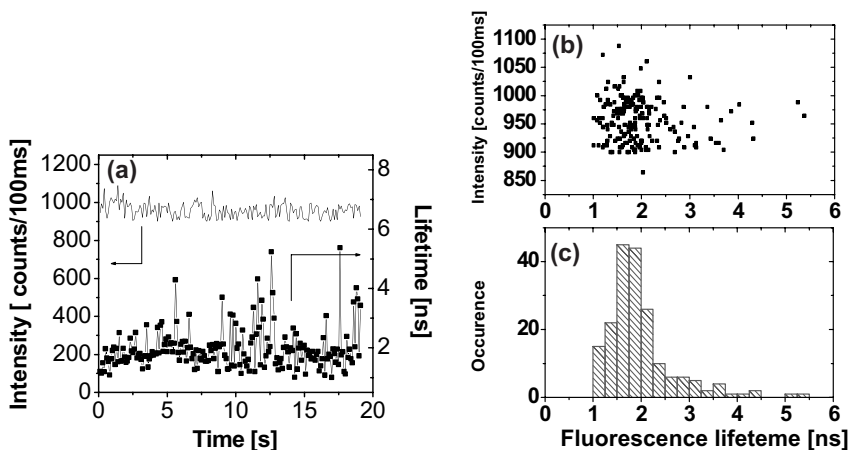 (a)
Intensity [ counts/100ms]
1200
1000
800
600
400
200
0
0 5 10 15 20
Time [s]
8
6
4
2
Lifetime [ns]
(b)
Intensity [counts/100ms]
1100
1050
1000
950
900
850
0 1 2 3 4 5 6
(c)
Occurence
40
20
0
0 1 2 3 4 5 6
Fluorescence lifeteme [ns]